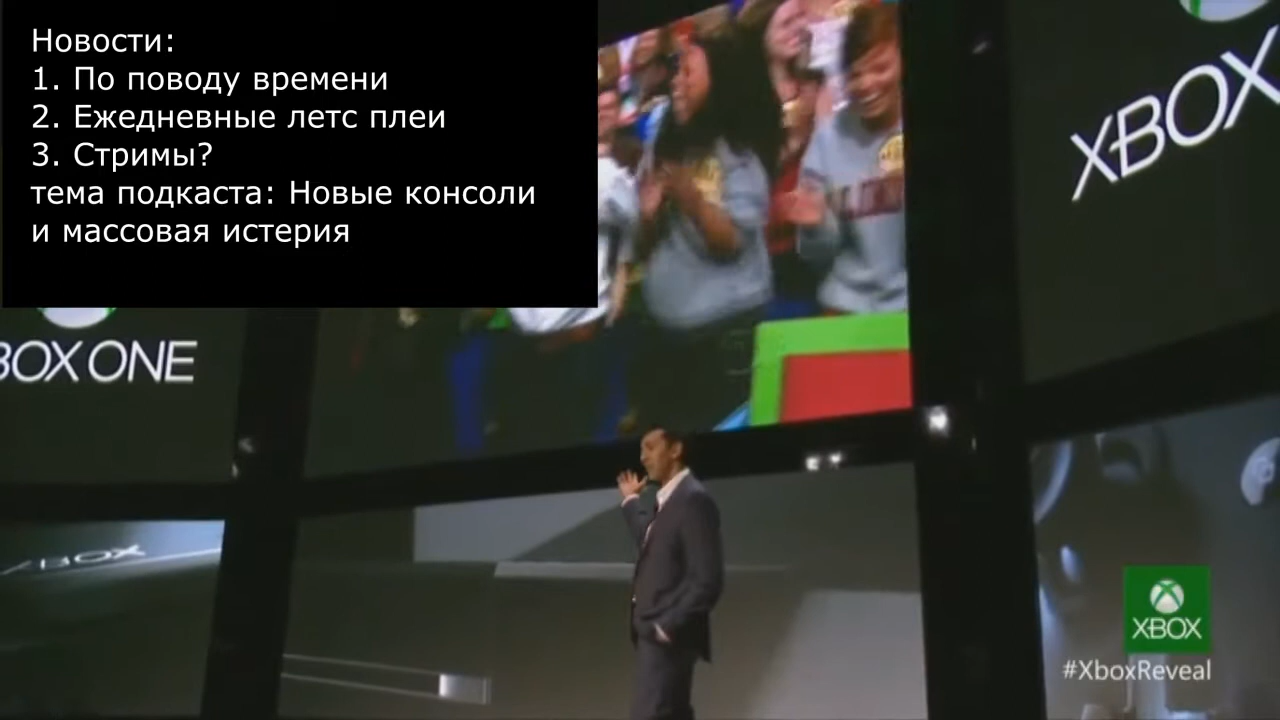 Новости:
1. По поводу времени
2. Ежедневные летс плеи
3. Стримы?
тема подкаста: Новые консоли
и массовая истерия
XBOX
BOX ONE
XBOX
XBOX
#XboxReveal